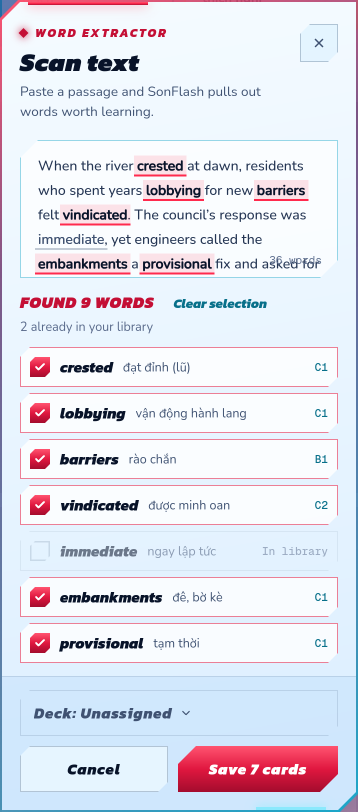 WORD EXTRACTOR
Scan text
Paste a passage and SonFlash pulls out
words worth learning.
When the river crested at dawn, residents
who spent years lobbying for new barriers
felt vindicated. The council's response was
immediate, yet engineers called the
embankments a provisional fix and asked for
36 words
FOUND 9 WORDS Clear selection
2 already in your library
crested đạt đỉnh (lũ) C1
lobbying vận động hành lang C1
barriers rào chắn B1
vindicated được minh oan C2
immediate ngay lập tức In library
embankments đê, bờ kè C1
provisional tạm thời C1
Deck: Unassigned
Cancel Save 7 cards